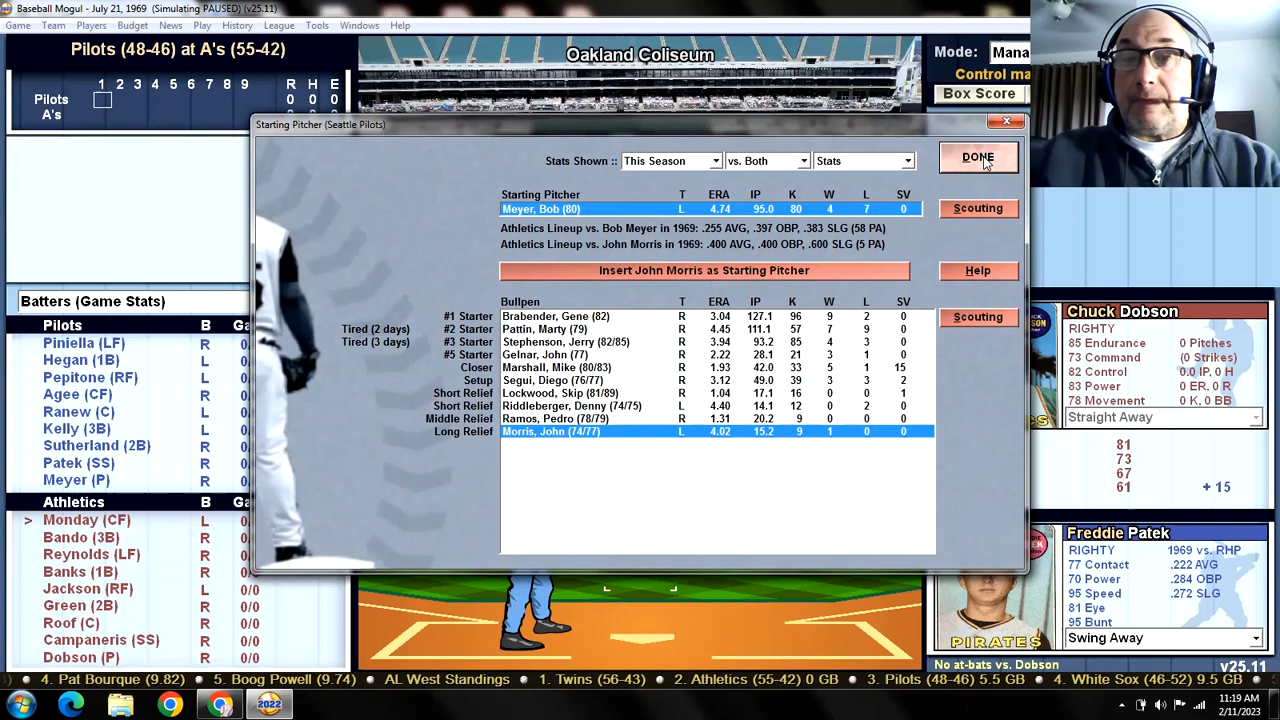 Baseball Mogul - July 21, 1969 (Simulating PAUSED) (v25.11)
Game Team Players Budget News Play History League Tools Windows Help
Pilots (48-46) at A's (55-42)
1 2 3 4 5 6 7 8 9 R H E
Pilots 0 0 0
A's 0 0 0
Oakland Coliseum
Mode: Mana
Control ma
Box Score
Starting Pitcher (Seattle Pilots)
Stats Shown :: This Season vs. Both Stats
DONE
Starting Pitcher T ERA IP K W L SV
Meyer, Bob (80) L 4.74 95.0 80 4 7 0
Scouting
Athletics Lineup vs. Bob Meyer in 1969: .255 AVG, .397 OBP, .383 SLG (58 PA)
Athletics Lineup vs. John Morris in 1969: .400 AVG, .400 OBP, .600 SLG (5 PA)
Insert John Morris as Starting Pitcher
Help
Bullpen T ERA IP K W L SV
#1 Starter Brabender, Gene (82) R 3.04 127.1 96 9 2 0
Scouting
Tired (2 days) #2 Starter Pattin, Marty (79) R 4.45 111.1 57 7 9 0
Tired (3 days) #3 Starter Stephenson, Jerry (82/85) R 3.94 93.2 85 4 3 0
#5 Starter Gelnar, John (77) R 2.22 28.1 21 3 1 0
Closer Marshall, Mike (80/83) R 1.93 42.0 33 5 1 15
Setup Segui, Diego (76/77) R 3.12 49.0 39 3 3 2
Short Relief Lockwood, Skip (81/89) R 1.04 17.1 16 0 0 1
Short Relief Riddleberger, Denny (74/75) L 4.40 14.1 12 0 2 0
Middle Relief Ramos, Pedro (78/79) R 1.31 20.2 9 0 0 0
Long Relief Morris, John (74/77) L 4.02 15.2 9 1 0 0
Batters (Game Stats)
Pilots B Ga
Piniella (LF) R
Hegan (1B) L
Pepitone (RF) L
Agee (CF) R
Ranew (C) L
Kelly (3B) R
Sutherland (2B) R
Patek (SS) R
Meyer (P) R
Athletics B Ga
> Monday (CF) L 0/0
Bando (3B) R 0/0
Reynolds (LF) R 0/0
Banks (1B) R 0/0
Jackson (RF) L 0/0
Green (2B) R 0/0
Roof (C) R 0/0
Campaneris (SS) R 0/0
Dobson (P) R 0/0
Chuck Dobson
RIGHTY
85 Endurance 0 Pitches
73 Command (0 Strikes)
82 Control 0.0 IP, 0 H
83 Power 0 ER, 0 R
78 Movement 0 K, 0 BB
Straight Away
81
73
67
61 + 15
Freddie Patek
RIGHTY 1969 vs. RHP
77 Contact .222 AVG
70 Power .284 OBP
95 Speed .272 SLG
81 Eye
95 Bunt
PIRATES
Swing Away
No at-bats vs. Dobson v25.11
4. Pat Bourque (9.82) 5. Boog Powell (9.74) AL West Standings 1. Twins (56-43) 2. Athletics (55-42) 0 GB 3. Pilots (48-46) 5.5 GB 4. White Sox (46-52) 9.5 GB
2022
11:19 AM
2/11/2023